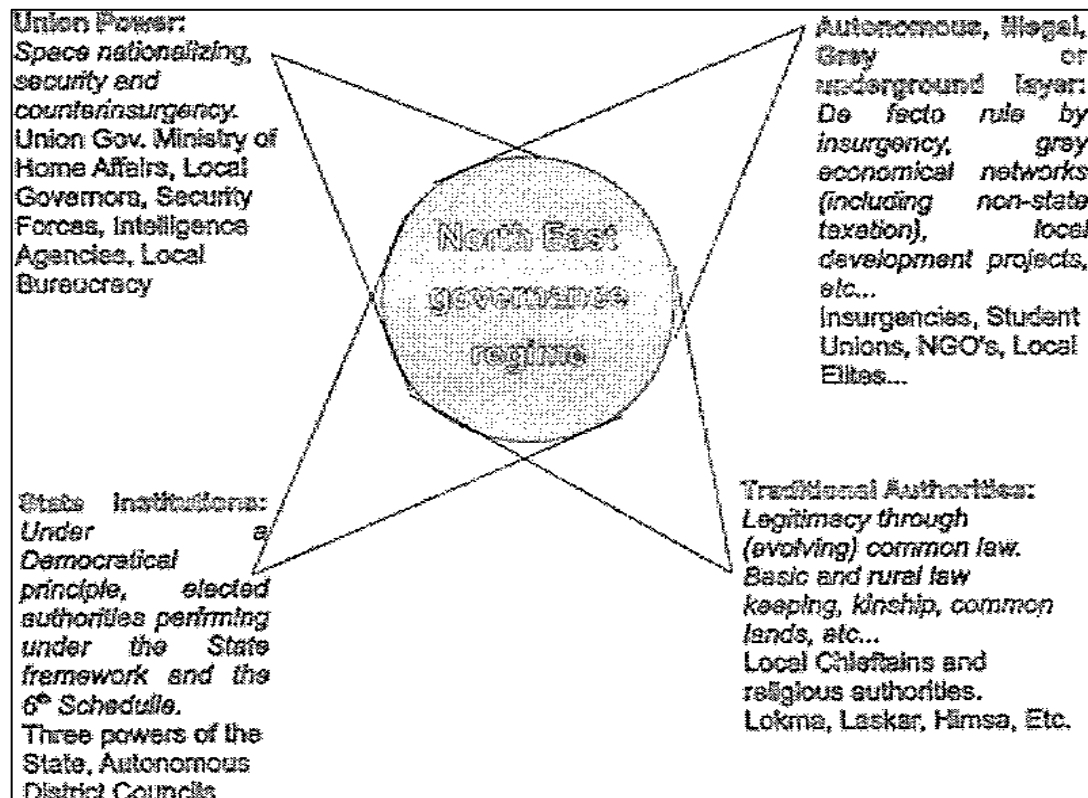 Union Power:
Space nationalizing,
security and
counterinsurgency.
Union Gov. Ministry of
Home Affairs, Local
Governors, Security
Forces, Intelligence
Agencies, Local
Bureaucracy
Autonomous, Illegal,
Gray or
underground layer:
De facto rule by
insurgency, gray
economical networks
(including non-state
taxation), local
development projects,
etc...
Insurgencies, Student
Unions, NGO's, Local
Elites...
North East
governance
regime
State Institutions:
Under a
Democratical
principle, elected
authorities perfirming
under the State
framework and the
6th Schedulle.
Three powers of the
State, Autonomous
District Councils
Traditional Authorities:
Legitimacy through
(evolving) common law.
Basic and rural law
keeping, kinship, common
lands, etc...
Local Chieftains and
religious authorities.
Lokma, Laskar, Himsa, Etc.